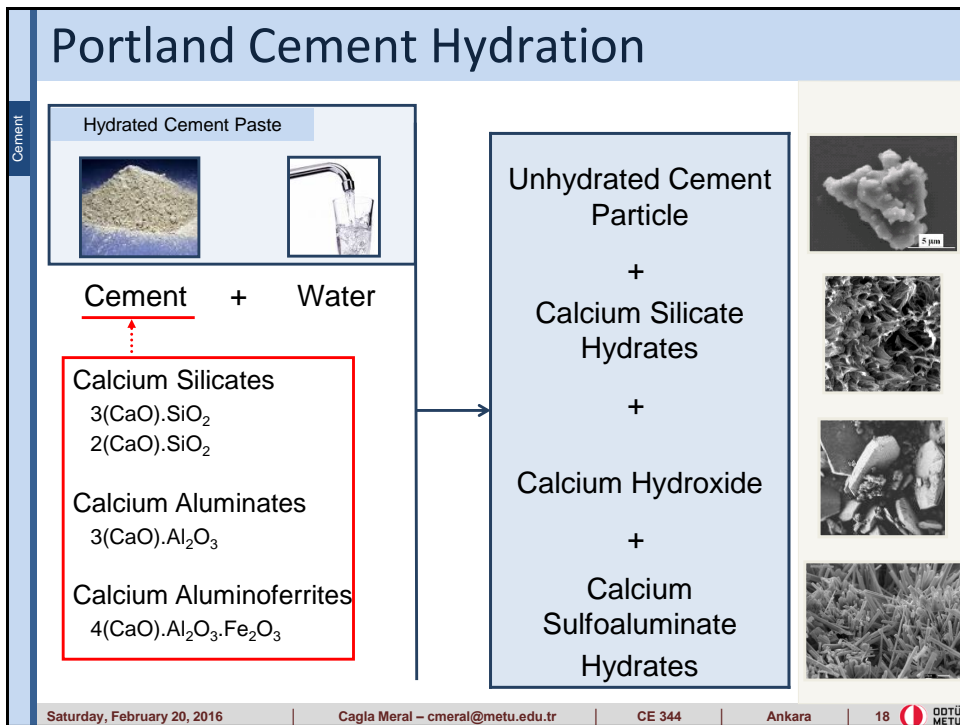 Portland Cement Hydration
Cement
Hydrated Cement Paste
Cement + Water
Calcium Silicates
3(CaO).SiO₂
2(CaO).SiO₂
Calcium Aluminates
3(CaO).Al₂O₃
Calcium Aluminoferrites
4(CaO).Al₂O₃.Fe₂O₃
Unhydrated Cement
Particle
+
Calcium Silicate
Hydrates
+
Calcium Hydroxide
+
Calcium
Sulfoaluminate
Hydrates
5 µm
Saturday, February 20, 2016 | Cagla Meral – cmeral@metu.edu.tr | CE 344 | Ankara | 18
ODTÜ
METU